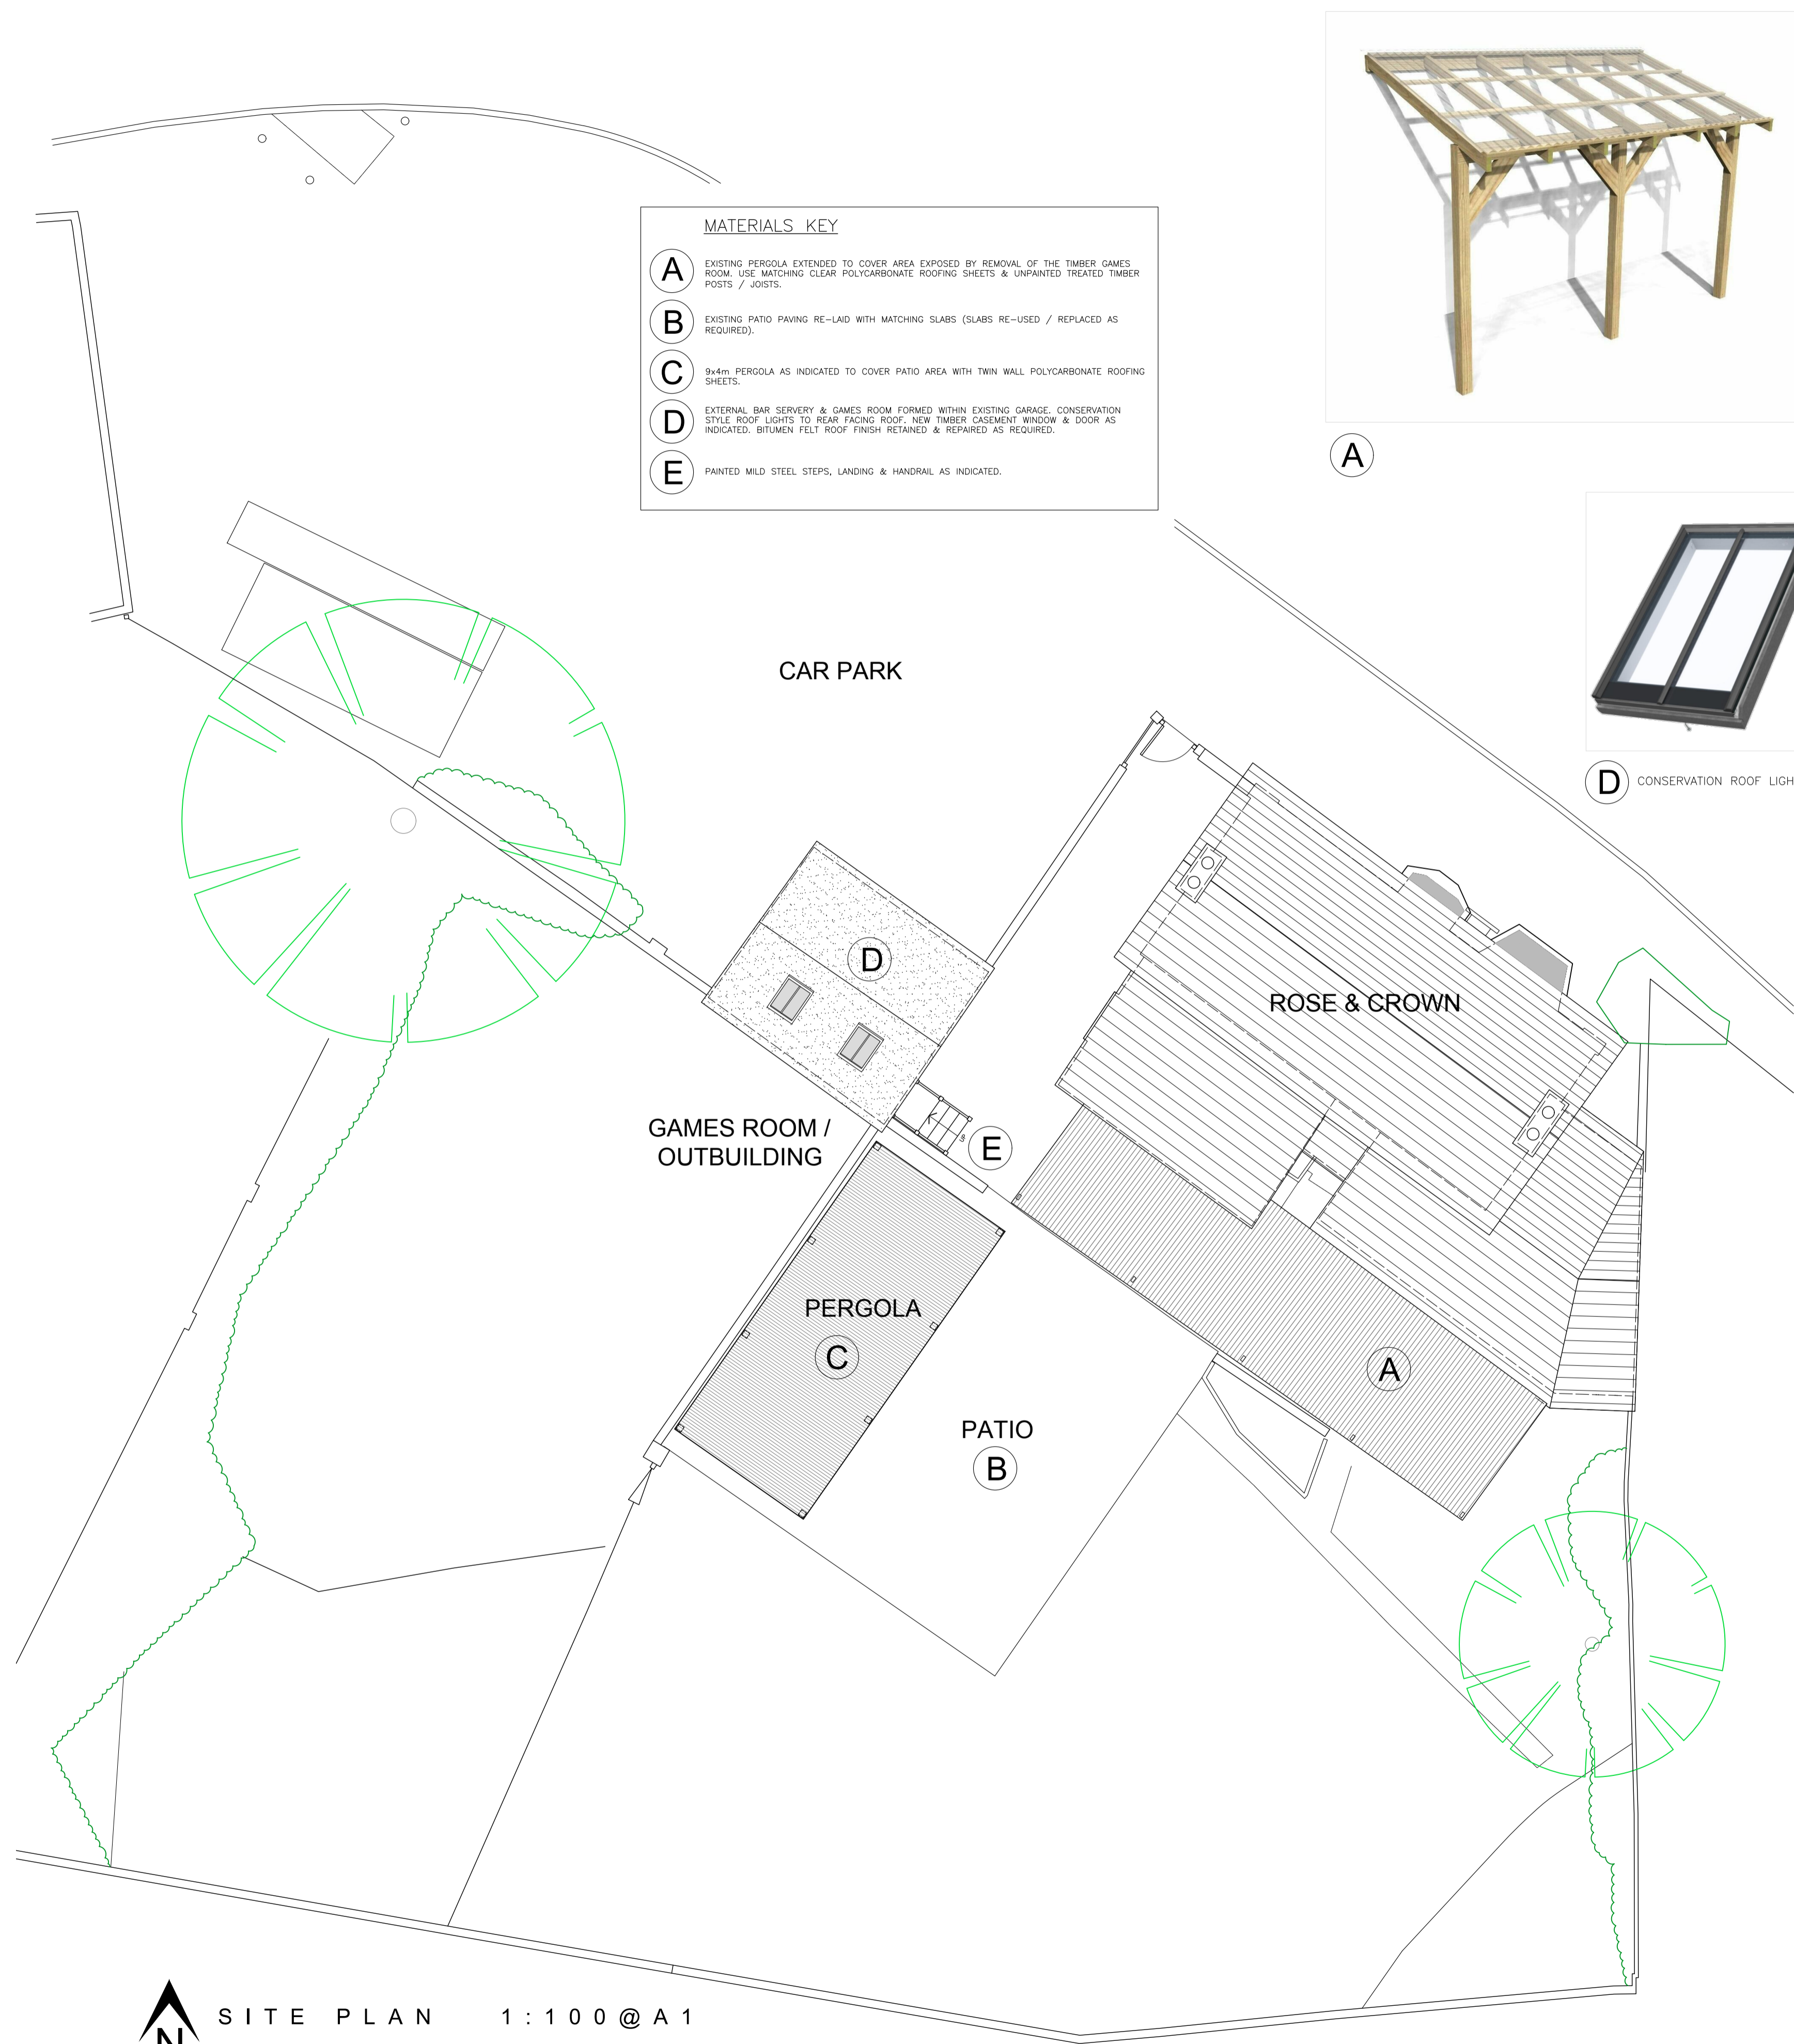 MATERIALS KEY
A
EXISTING PERGOLA EXTENDED TO COVER AREA EXPOSED BY REMOVAL OF THE TIMBER GAMES
ROOM. USE MATCHING CLEAR POLYCARBONATE ROOFING SHEETS & UNPAINTED TREATED TIMBER
POSTS / JOISTS.
B
EXISTING PATIO PAVING RE-LAID WITH MATCHING SLABS (SLABS RE-USED / REPLACED AS
REQUIRED).
C
9x4m PERGOLA AS INDICATED TO COVER PATIO AREA WITH TWIN WALL POLYCARBONATE ROOFING
SHEETS.
D
EXTERNAL BAR SERVERY & GAMES ROOM FORMED WITHIN EXISTING GARAGE. CONSERVATION
STYLE ROOF LIGHTS TO REAR FACING ROOF. NEW TIMBER CASEMENT WINDOW & DOOR AS
INDICATED. BITUMEN FELT ROOF FINISH RETAINED & REPAIRED AS REQUIRED.
E
PAINTED MILD STEEL STEPS, LANDING & HANDRAIL AS INDICATED.
A
D CONSERVATION ROOF LIGH
CAR PARK
D
ROSE & CROWN
GAMES ROOM /
OUTBUILDING
UP
E
PERGOLA
C
A
PATIO
B
N
SITE PLAN 1:100@A1